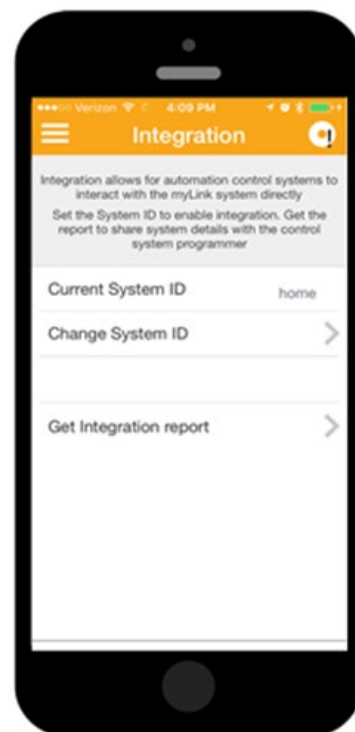 Verizon 4:09 PM
Integration
Integration allows for automation control systems to
interact with the myLink system directly
Set the System ID to enable integration. Get the
report to share system details with the control
system programmer
Current System ID home
Change System ID
Get Integration report